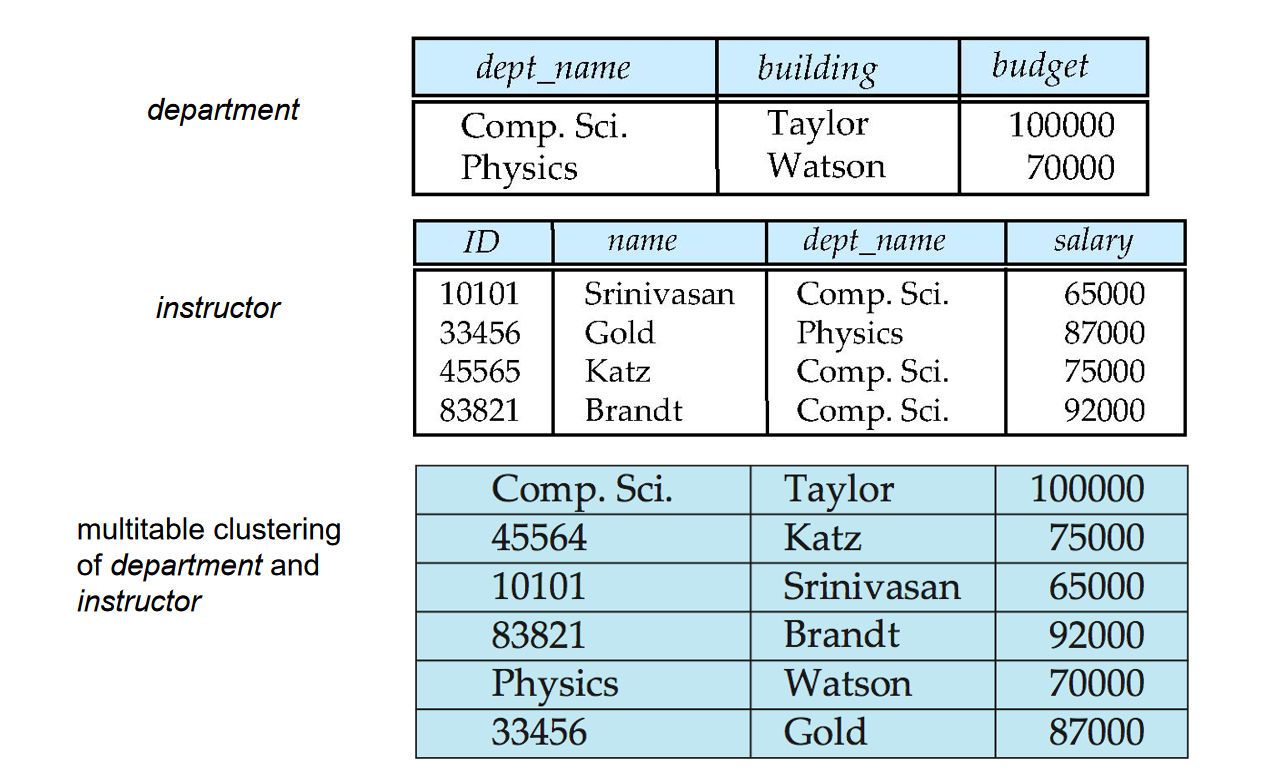 department
dept_name building budget
Comp. Sci. Taylor 100000
Physics Watson 70000
instructor
ID name dept_name salary
10101 Srinivasan Comp. Sci. 65000
33456 Gold Physics 87000
45565 Katz Comp. Sci. 75000
83821 Brandt Comp. Sci. 92000
multitable clustering
of department and
instructor
Comp. Sci. Taylor 100000
45564 Katz 75000
10101 Srinivasan 65000
83821 Brandt 92000
Physics Watson 70000
33456 Gold 87000